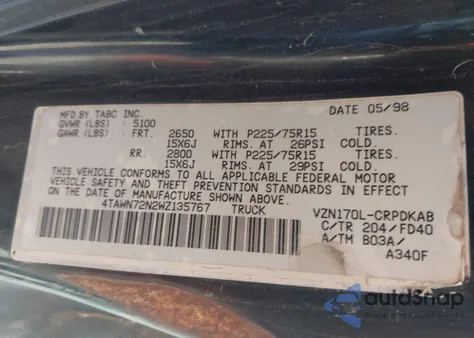 MFD.BY TABC INC. DATE 05/98
GVWR (LBS) : 5100
GAWR (LBS) : FRT. 2650 WITH P225/75R15 TIRES.
15X6J RIMS AT 26PSI COLD.
RR. 2800 WITH P225/75R15 TIRES.
15X6J RIMS AT 29PSI COLD.
THIS VEHICLE CONFORMS TO ALL APPLICABLE FEDERAL MOTOR
VEHICLE SAFETY AND THEFT PREVENTION STANDARDS IN EFFECT
ON THE DATE OF MANUFACTURE SHOWN ABOVE.
4TAWN72N2WZ135767 TRUCK
VZN170L-CRPDKAB
C/TR 204/FD40
A/TM B03A/
A340F
autosnap